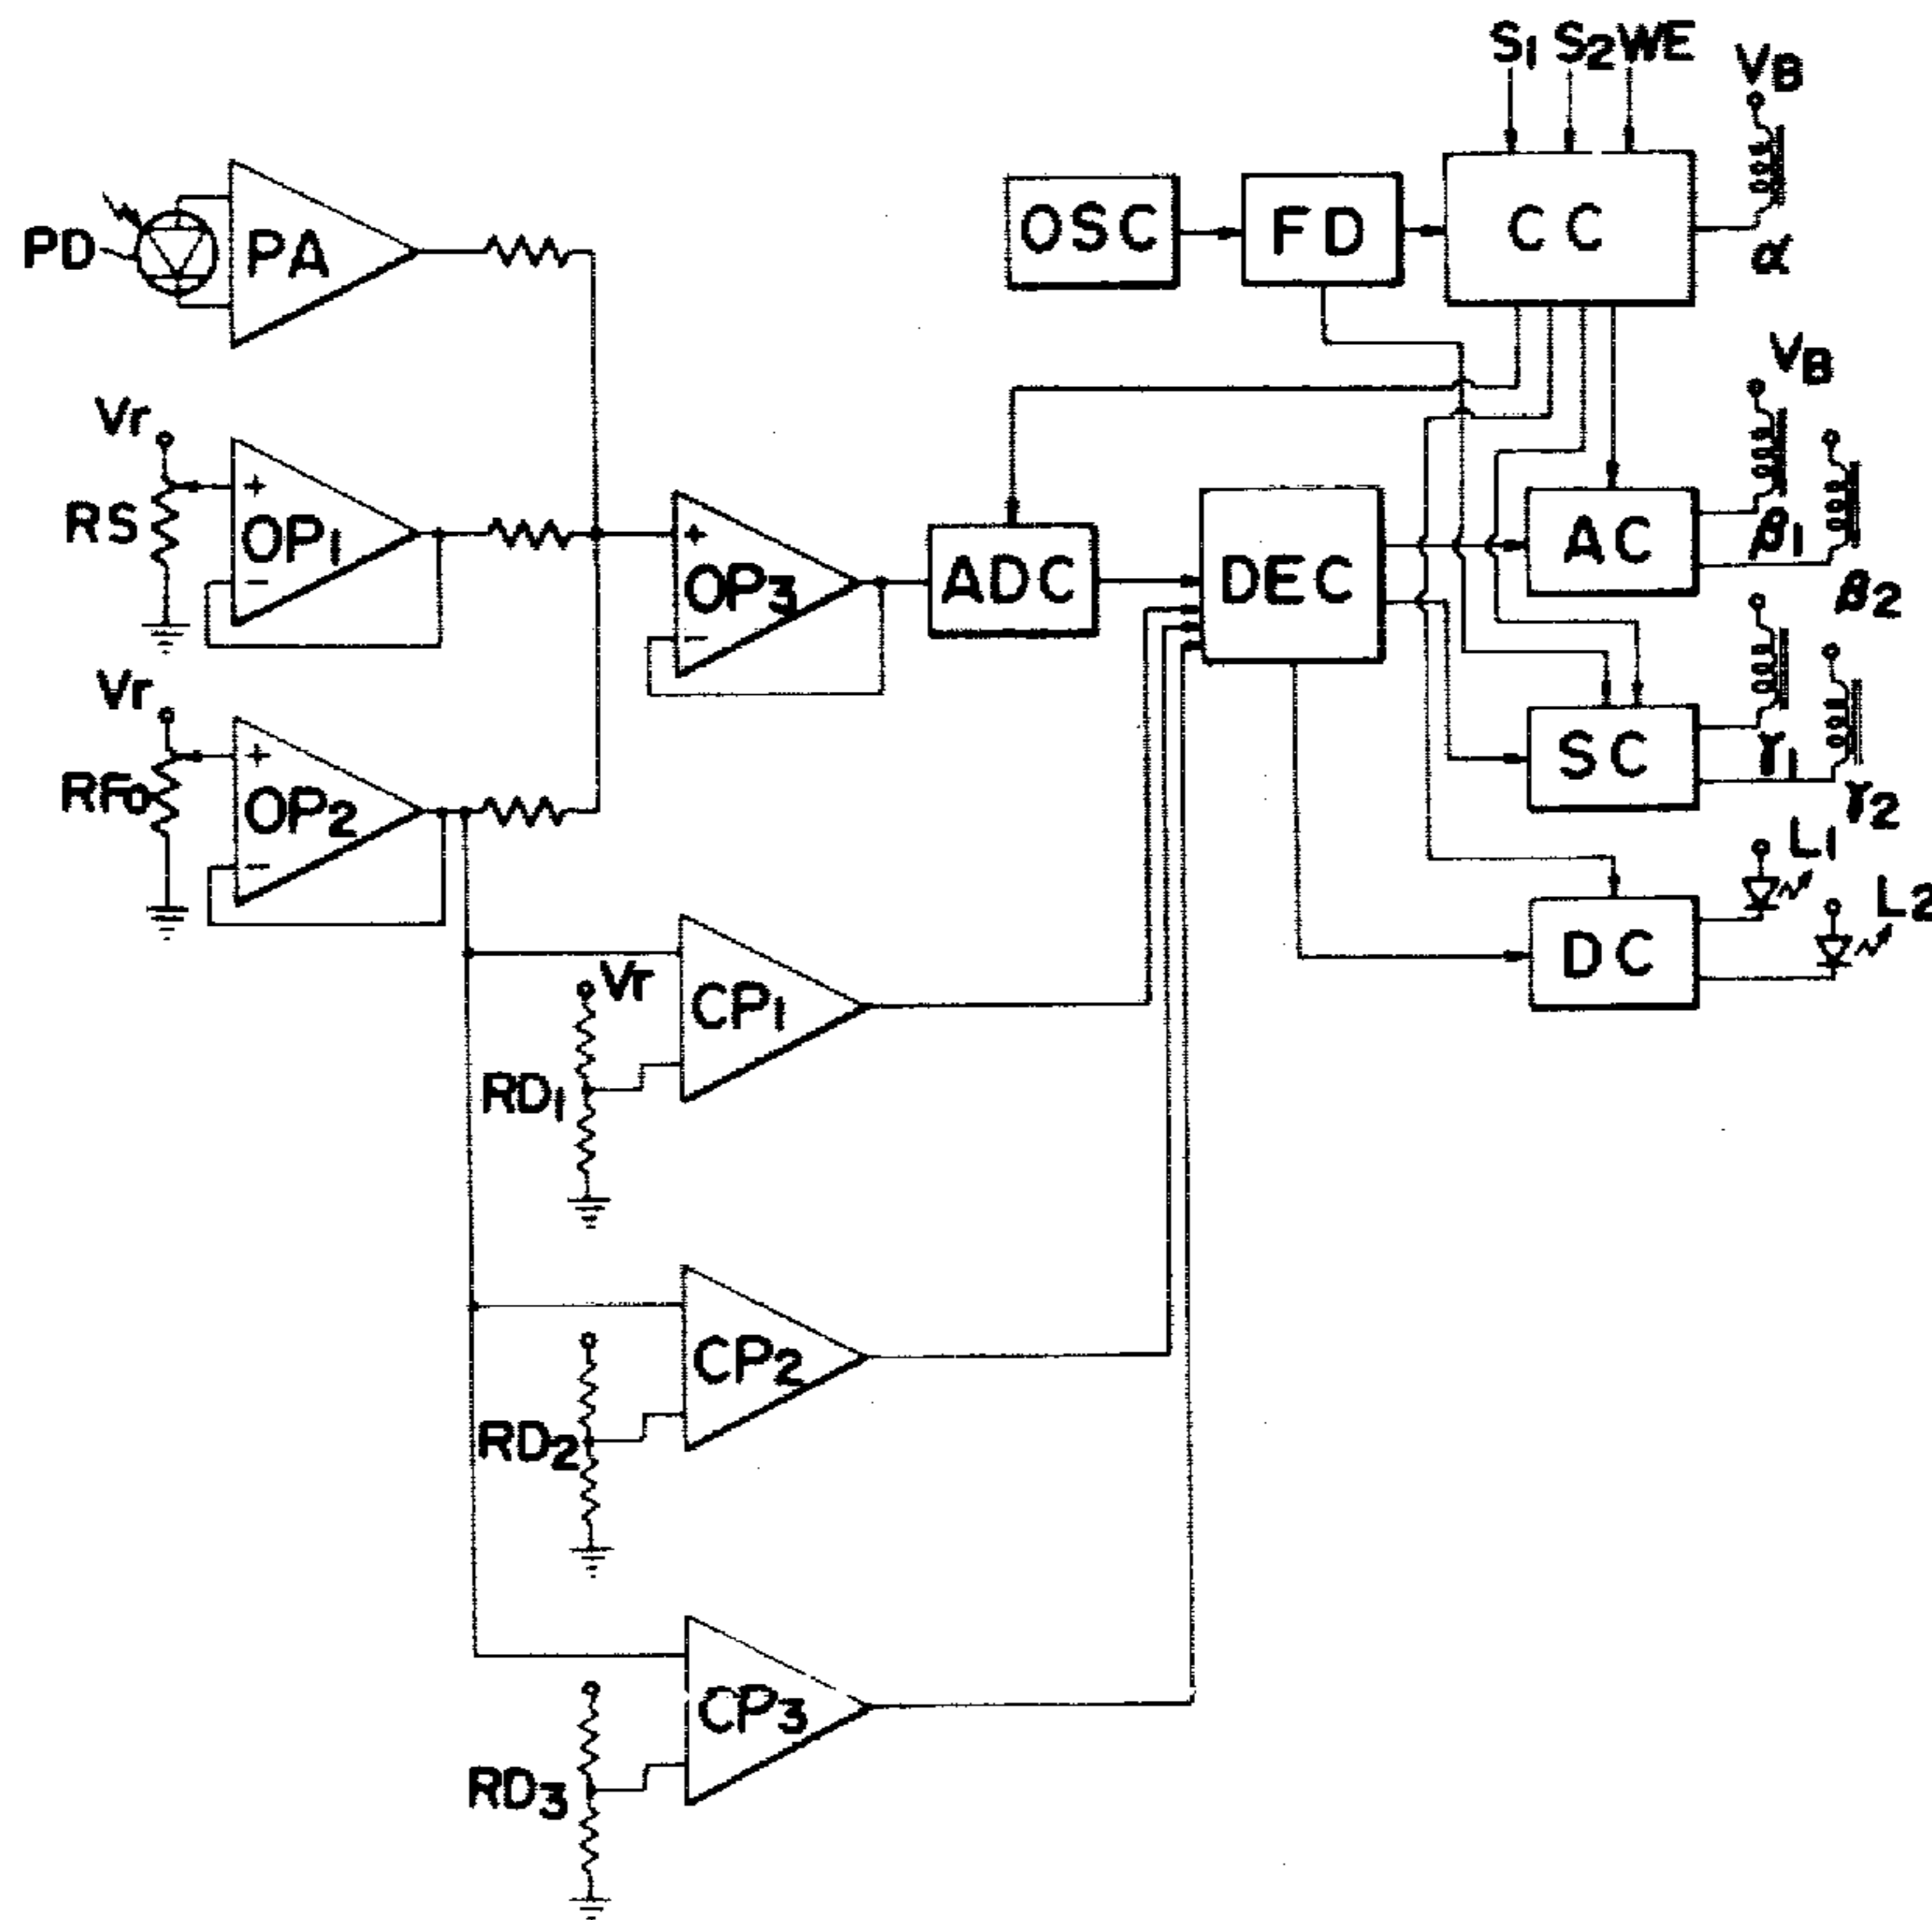 S1 S2 WE
VB
OSC
FD
CC
α
PD
PA
VB
Vr
RS
+
OP1
−
+
OP3
−
ADC
DEC
AC
β1
β2
Vr
RF0
+
OP2
−
SC
γ1
γ2
L1
L2
DC
Vr
CP1
RD1
CP2
RD2
CP3
RD3